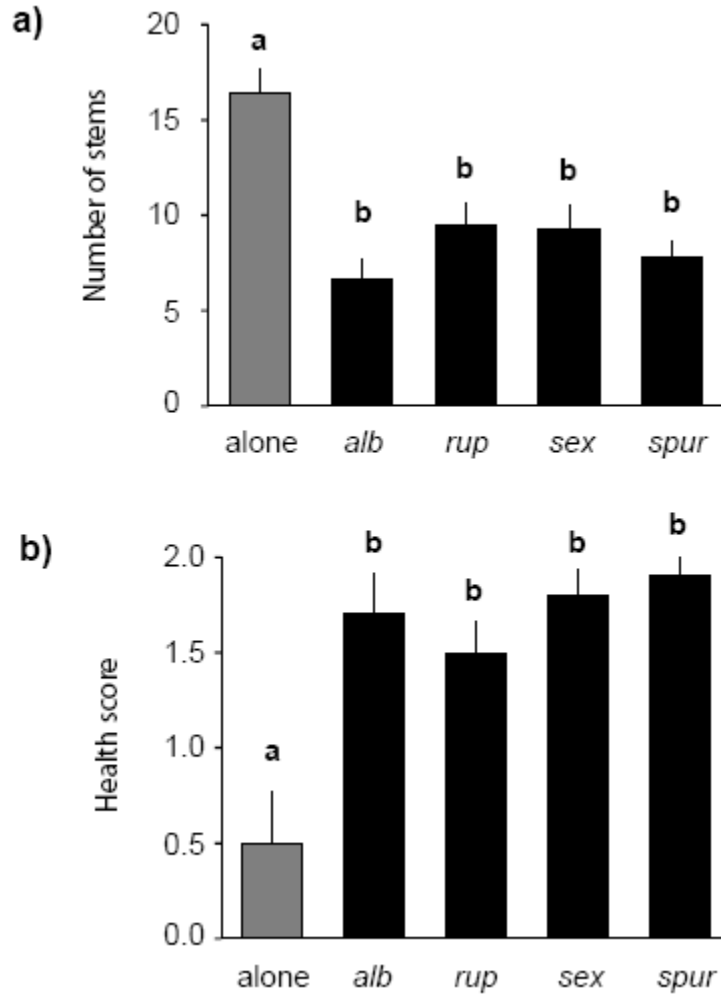 a)
Number of stems
20
15
10
5
0
a
b
b
b
b
alone alb rup sex spur
b)
Health score
2.0
1.5
1.0
0.5
0.0
a
b
b
b
b
alone alb rup sex spur